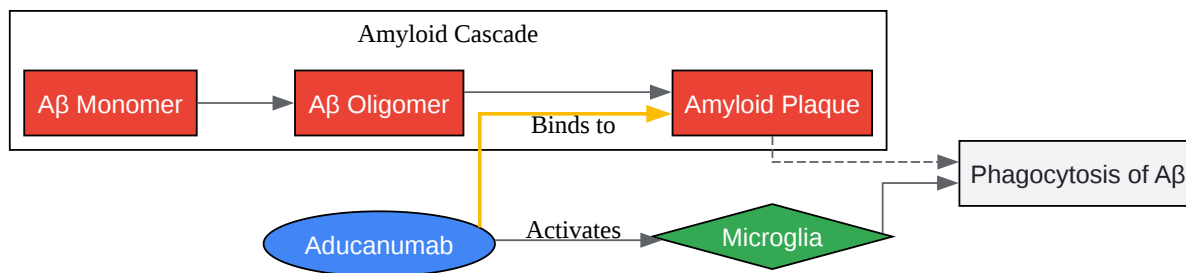 Amyloid Cascade
Aβ Monomer
Aβ Oligomer
Amyloid Plaque
Binds to
Phagocytosis of Aβ
Aducanumab
Activates
Microglia